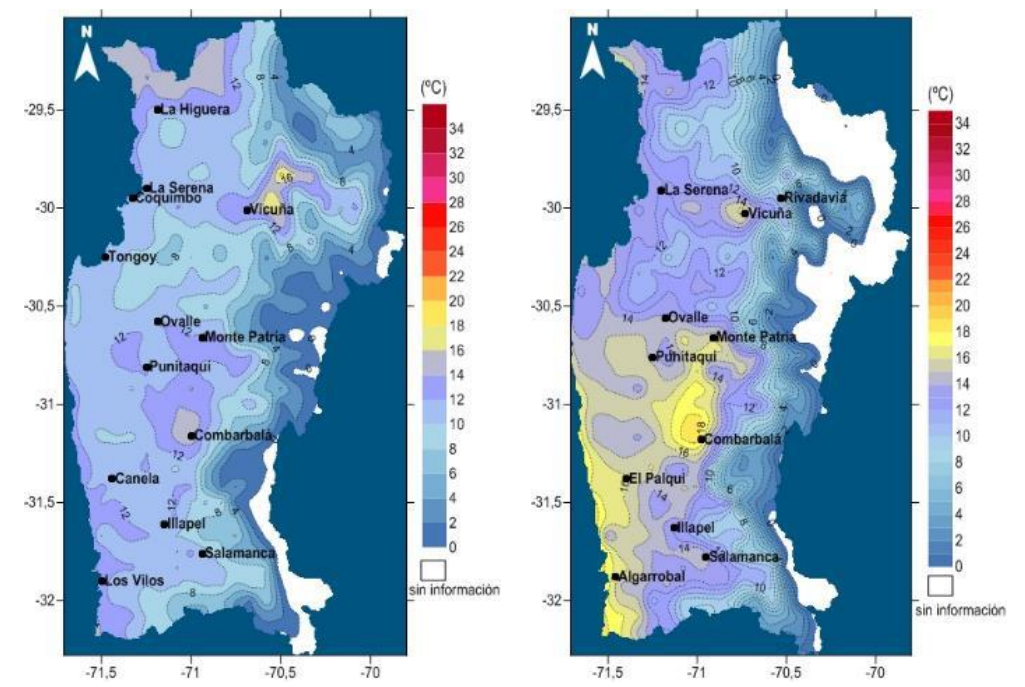 N
(ºC)
34
32
30
28
26
24
22
20
18
16
14
12
10
8
6
4
2
0
sin información
-29.5
-30
-30.5
-31
-31.5
-32
-71.5
-71
-70.5
-70
La Higuera
La Serena
Coquimbo
Vicuña
Tongoy
Ovalle
Monte Patria
Punitaqui
Combarbalá
Canela
Illapel
Salamanca
Los Vilos
N
(ºC)
34
32
30
28
26
24
22
20
18
16
14
12
10
8
6
4
2
0
sin información
-29.5
-30
-30.5
-31
-31.5
-32
-71.5
-71
-70.5
-70
La Serena
Rivadavia
Vicuña
Ovalle
Monte Patria
Punitaqui
Combarbalá
El Palqui
Illapel
Salamanca
Algarrobal